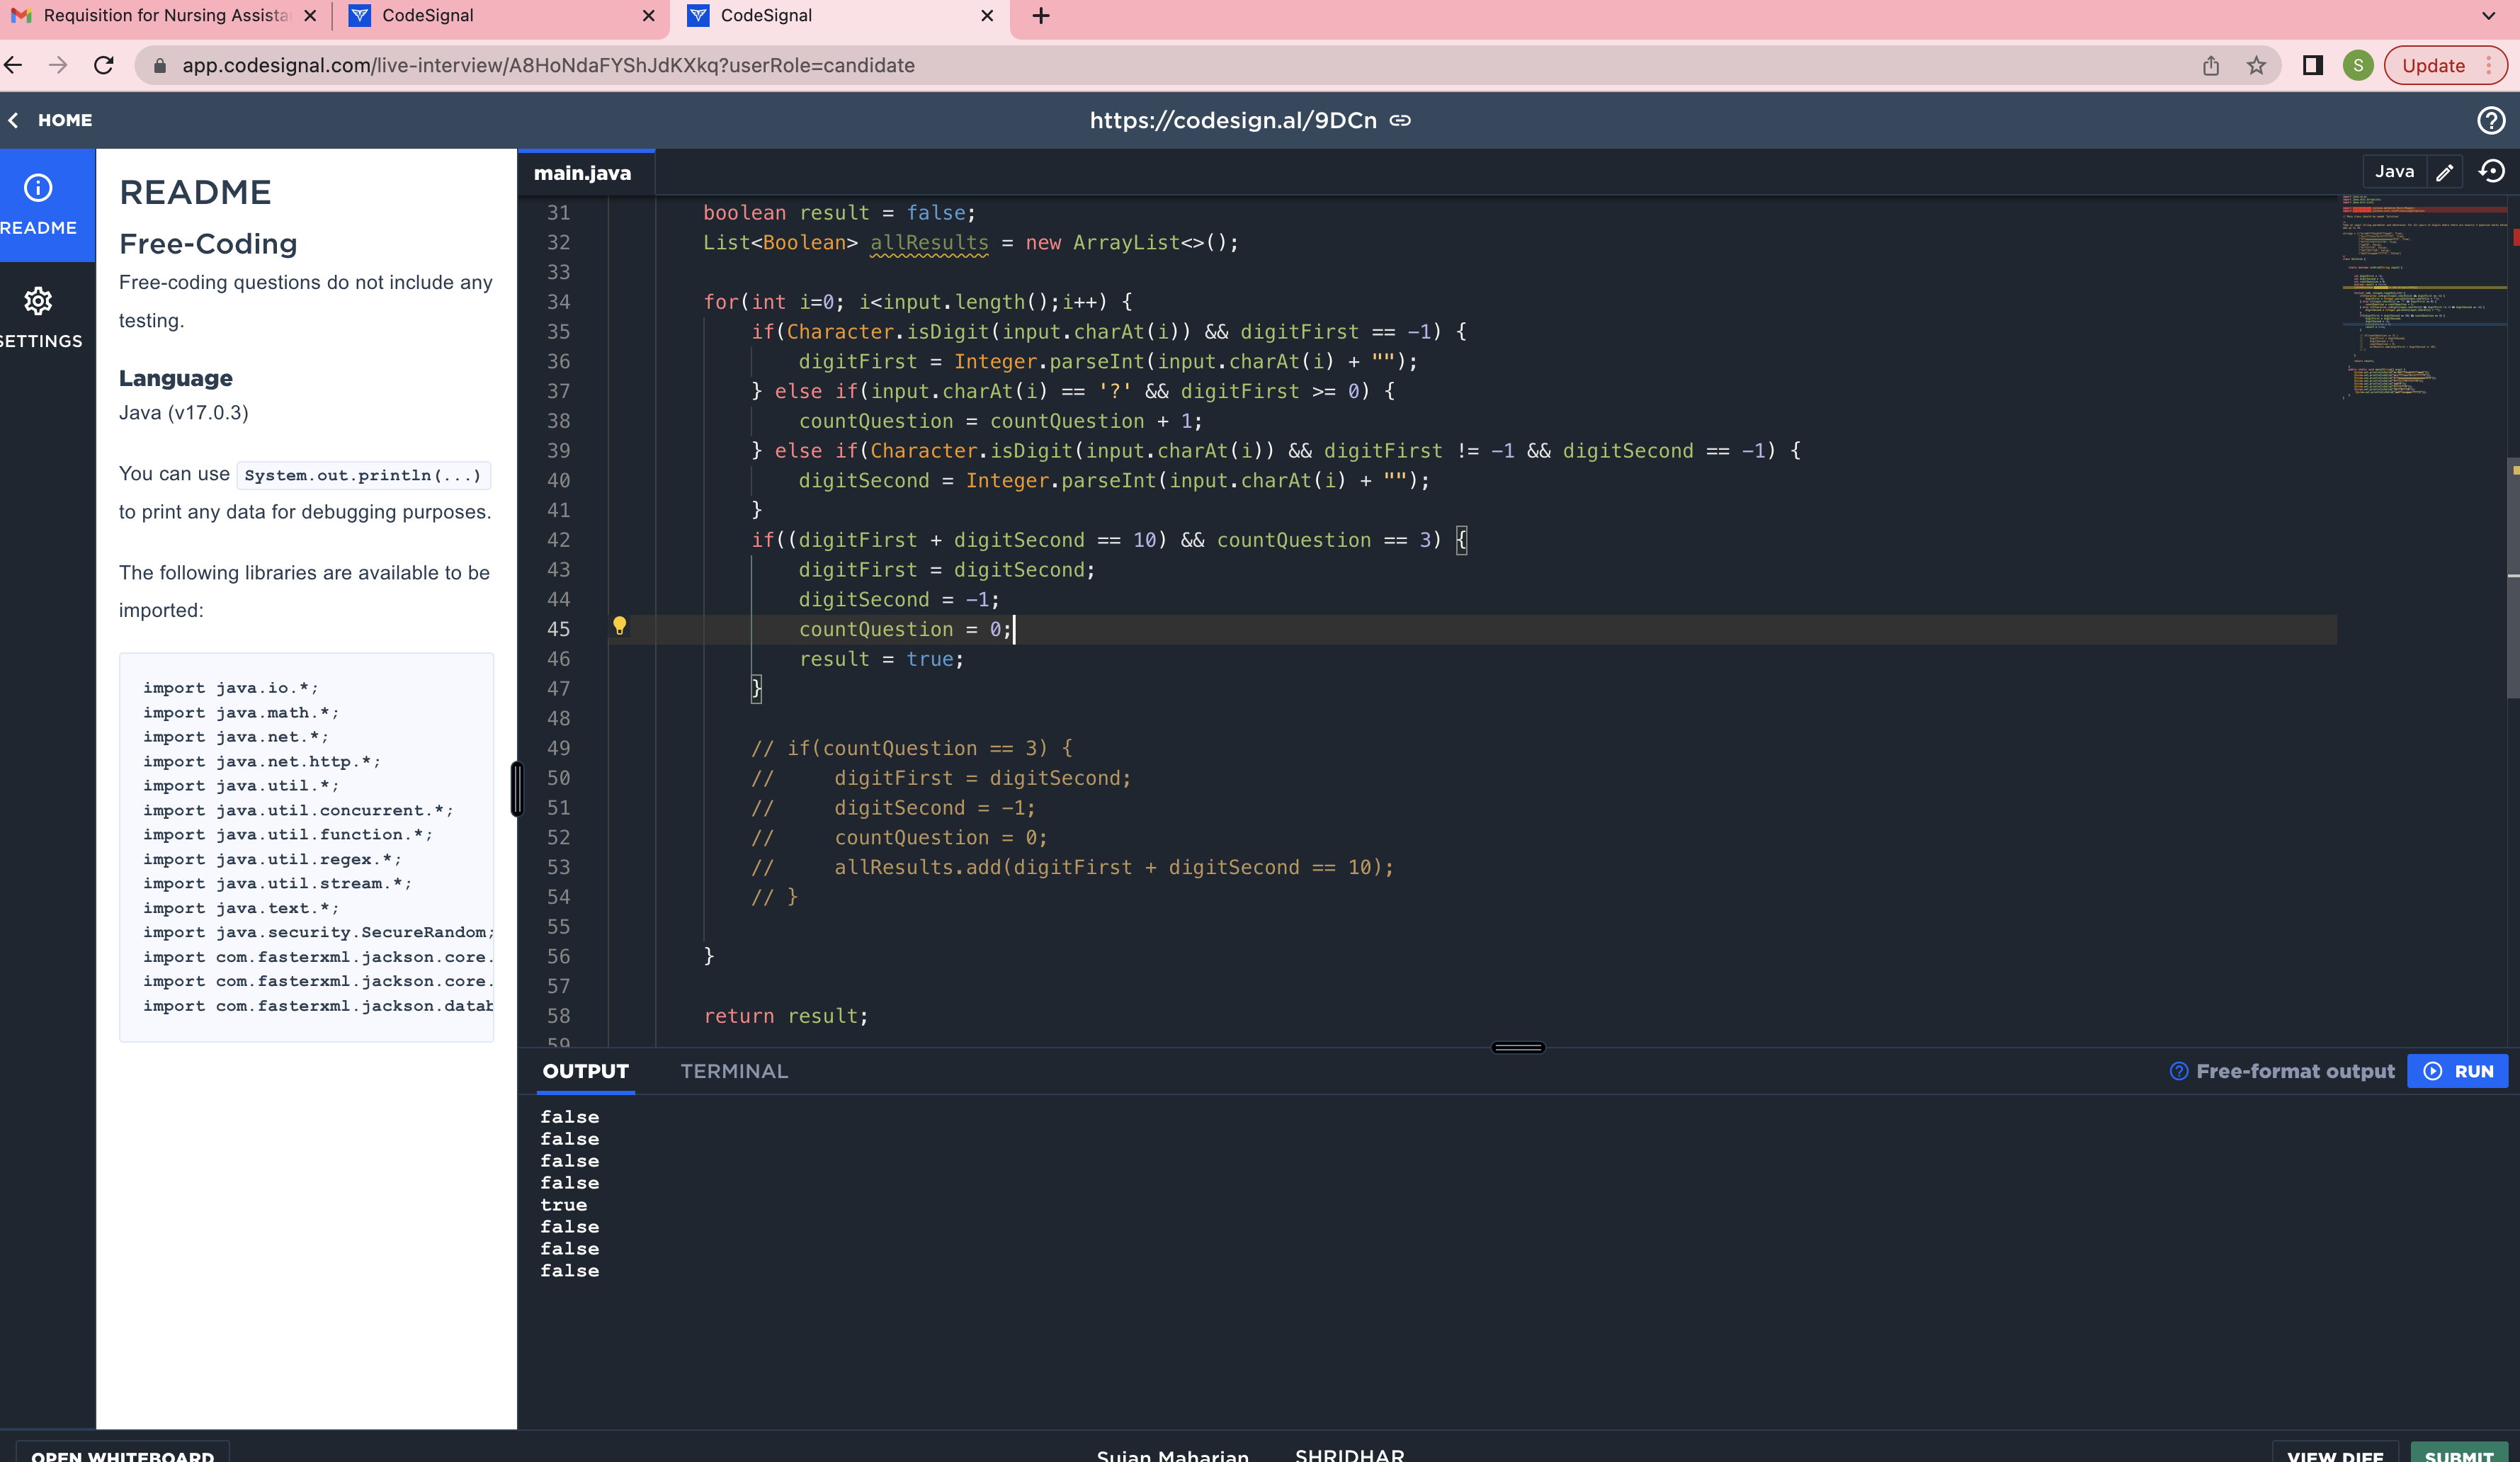 Requisition for Nursing Assista
CodeSignal
CodeSignal
app.codesignal.com/live-interview/A8HoNdaFYShJdKXkq?userRole=candidate
S
Update
HOME
https://codesign.al/9DCn
README
SETTINGS
README
Free-Coding
Free-coding questions do not include any
testing.
Language
Java (v17.0.3)
You can use System.out.println(...)
to print any data for debugging purposes.
The following libraries are available to be
imported:
import java.io.*;
import java.math.*;
import java.net.*;
import java.net.http.*;
import java.util.*;
import java.util.concurrent.*;
import java.util.function.*;
import java.util.regex.*;
import java.util.stream.*;
import java.text.*;
import java.security.SecureRandom;
import com.fasterxml.jackson.core.
import com.fasterxml.jackson.core.
import com.fasterxml.jackson.datab
main.java
Java
31 boolean result = false;
32 List<Boolean> allResults = new ArrayList<>();
33
34 for(int i=0; i<input.length();i++) {
35 if(Character.isDigit(input.charAt(i)) && digitFirst == -1) {
36 digitFirst = Integer.parseInt(input.charAt(i) + "");
37 } else if(input.charAt(i) == '?' && digitFirst >= 0) {
38 countQuestion = countQuestion + 1;
39 } else if(Character.isDigit(input.charAt(i)) && digitFirst != -1 && digitSecond == -1) {
40 digitSecond = Integer.parseInt(input.charAt(i) + "");
41 }
42 if((digitFirst + digitSecond == 10) && countQuestion == 3) {
43 digitFirst = digitSecond;
44 digitSecond = -1;
45 countQuestion = 0;
46 result = true;
47 }
48
49 // if(countQuestion == 3) {
50 // digitFirst = digitSecond;
51 // digitSecond = -1;
52 // countQuestion = 0;
53 // allResults.add(digitFirst + digitSecond == 10);
54 // }
55
56 }
57
58 return result;
59
OUTPUT
TERMINAL
Free-format output
RUN
false
false
false
false
true
false
false
false
OPEN WHITEBOARD
Sujan Maharjan
SHRIDHAR
VIEW DIFF
SUBMIT